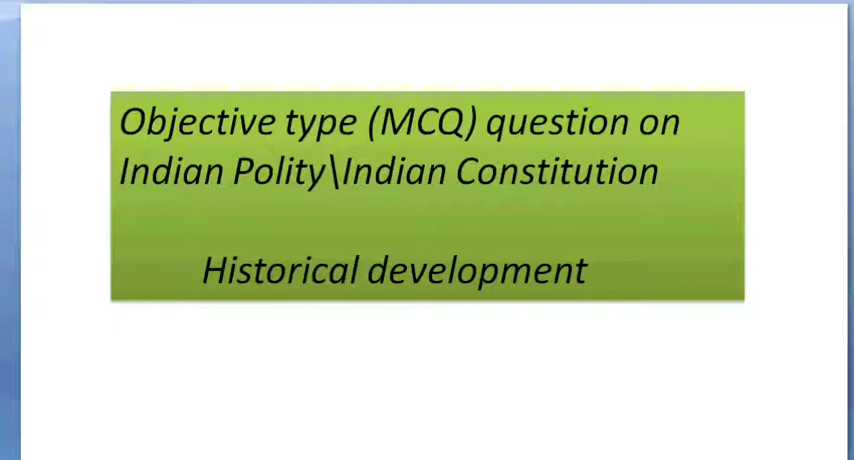 Objective type (MCQ) question on
Indian Polity\Indian Constitution
Historical development